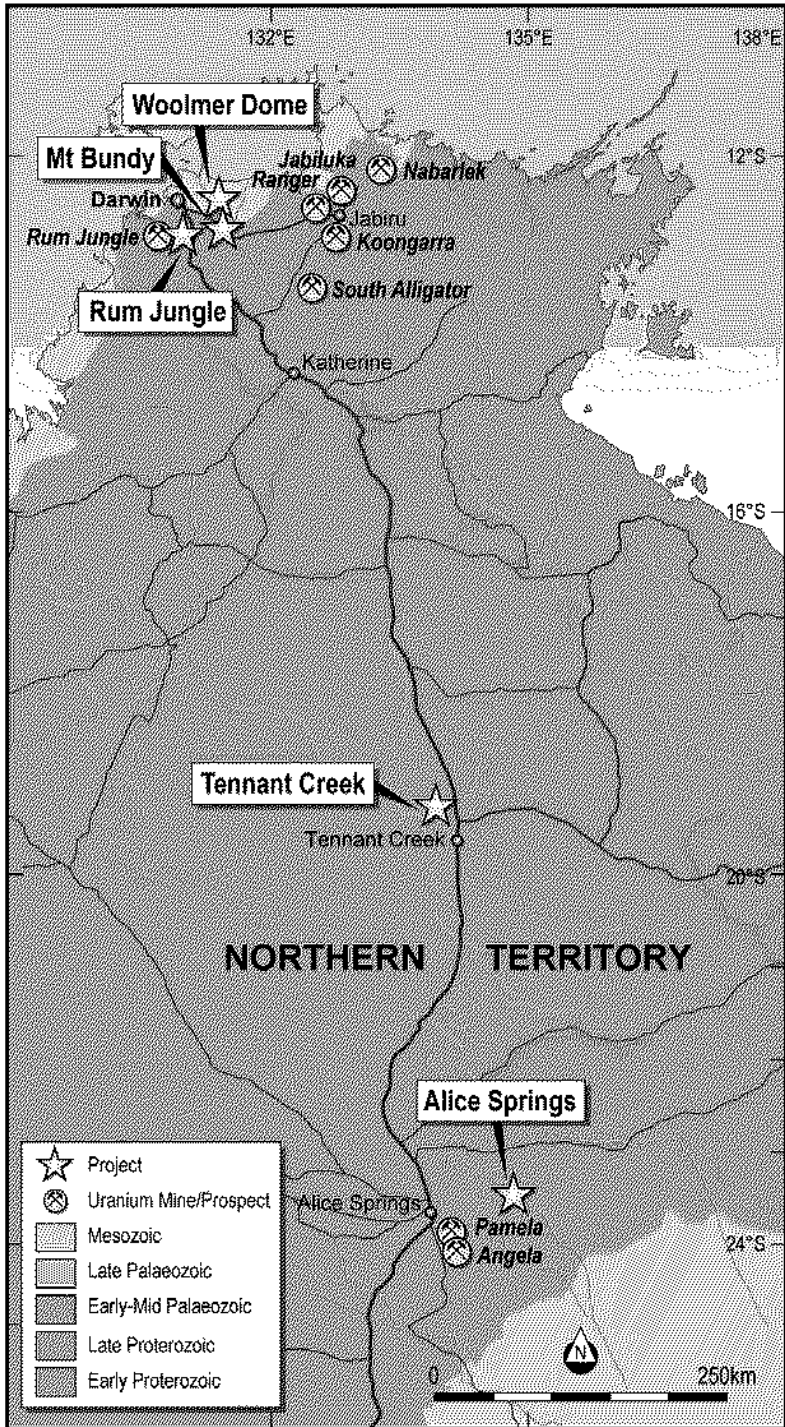 132°E
135°E
138°E
Woolmer Dome
12°S
Mt Bundy
Jabiluka
Nabarlek
Ranger
Darwin
Jabiru
Rum Jungle
Koongarra
South Alligator
Rum Jungle
Katherine
16°S
Tennant Creek
Tennant Creek
20°S
NORTHERN TERRITORY
Alice Springs
Project
Uranium Mine/Prospect
Alice Springs
Pamela
Mesozoic
Angela
24°S
Late Palaeozoic
Early-Mid Palaeozoic
Late Proterozoic
N
Early Proterozoic
0
250km